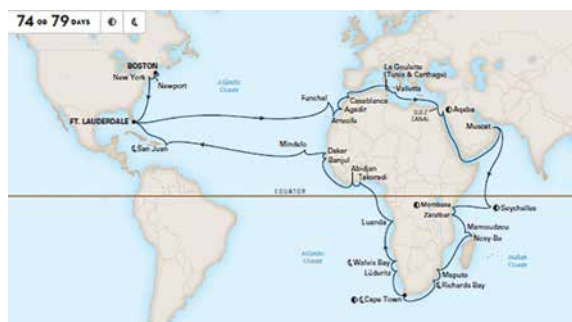 74 OR 79 DAYS
BOSTON
New York
Newport
FT. LAUDERDALE
San Juan
Atlantic
Ocean
Funchal
Arrecife
Agadir
Casablanca
La Goulette
(Tunis & Carthage)
Valletta
SUEZ
CANAL
Aqaba
Muscat
Mindelo
Dakar
Banjul
Abidjan
Takoradi
EQUATOR
Mombasa
Zanzibar
Seychelles
Mamoudzou
Nosy-Be
Luanda
Atlantic
Ocean
Indian
Ocean
Walvis Bay
Lüderitz
Maputo
Richards Bay
Cape Town